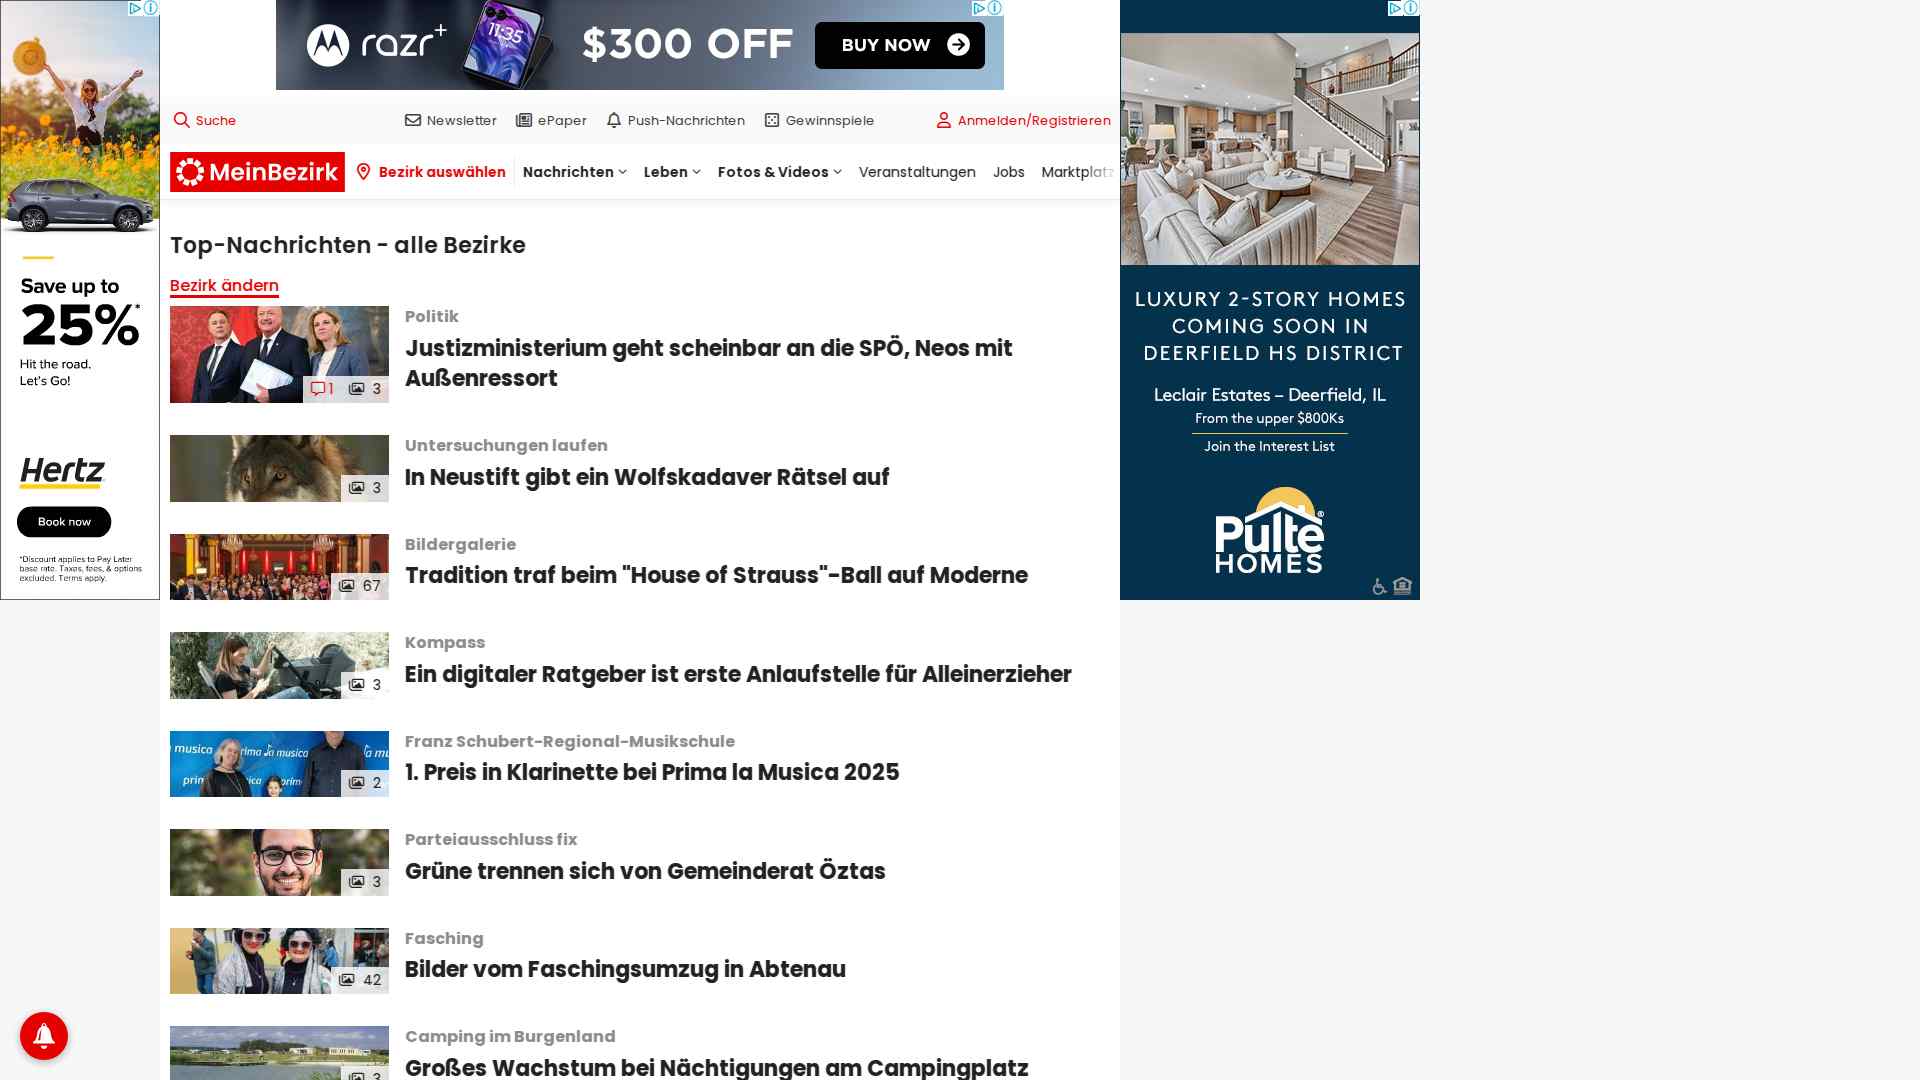 razr+
11:35
$300 OFF
BUY NOW
Suche
Newsletter
ePaper
Push-Nachrichten
Gewinnspiele
Anmelden/Registrieren
MeinBezirk
Bezirk auswählen
Nachrichten
Leben
Fotos & Videos
Veranstaltungen
Jobs
Marktplatz
Save up to
25%*
Hit the road.
Let's Go!
Hertz
Book now
*Discount applies to Pay Later
base rate. Taxes, fees, & options
excluded. Terms apply.
Top-Nachrichten - alle Bezirke
Bezirk ändern
1
3
Politik
Justizministerium geht scheinbar an die SPÖ, Neos mit
Außenressort
3
Untersuchungen laufen
In Neustift gibt ein Wolfskadaver Rätsel auf
67
Bildergalerie
Tradition traf beim "House of Strauss"-Ball auf Moderne
3
Kompass
Ein digitaler Ratgeber ist erste Anlaufstelle für Alleinerzieher
musica prima la musica
prima
2
Franz Schubert-Regional-Musikschule
1. Preis in Klarinette bei Prima la Musica 2025
3
Parteiausschluss fix
Grüne trennen sich von Gemeinderat Öztas
42
Fasching
Bilder vom Faschingsumzug in Abtenau
3
Camping im Burgenland
Großes Wachstum bei Nächtigungen am Campingplatz
LUXURY 2-STORY HOMES
COMING SOON IN
DEERFIELD HS DISTRICT
Leclair Estates – Deerfield, IL
From the upper $800Ks
Join the Interest List
Pulte®
HOMES